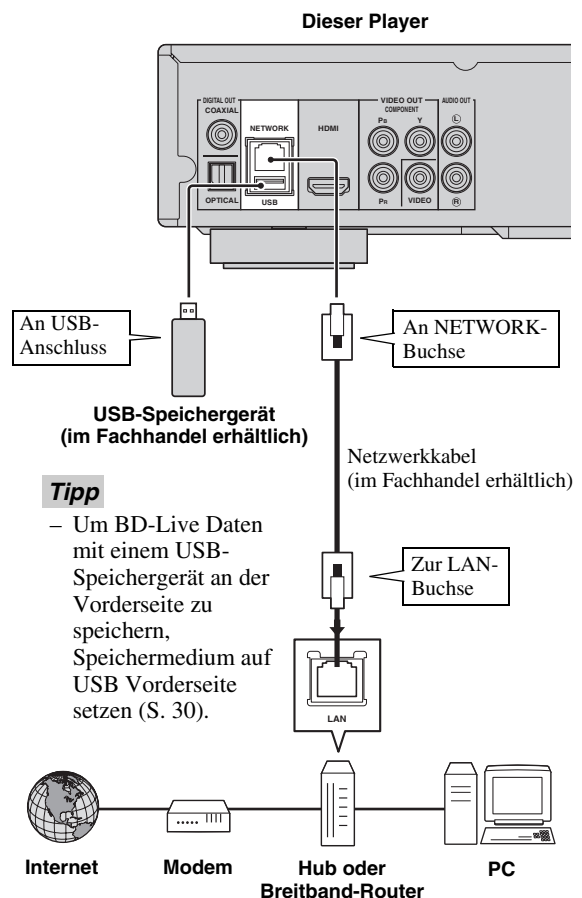 Dieser Player
DIGITAL OUT
COAXIAL
OPTICAL
NETWORK
USB
HDMI
VIDEO OUT
COMPONENT
PB
Y
PR
VIDEO
AUDIO OUT
L
R
An USB-
Anschluss
An NETWORK-
Buchse
USB-Speichergerät
(im Fachhandel erhältlich)
Netzwerkkabel
(im Fachhandel erhältlich)
Tipp
– Um BD-Live Daten
mit einem USB-
Speichergerät an der
Vorderseite zu
speichern,
Speichermedium auf
USB Vorderseite
setzen (S. 30).
Zur LAN-
Buchse
LAN
Internet
Modem
Hub oder
Breitband-Router
PC